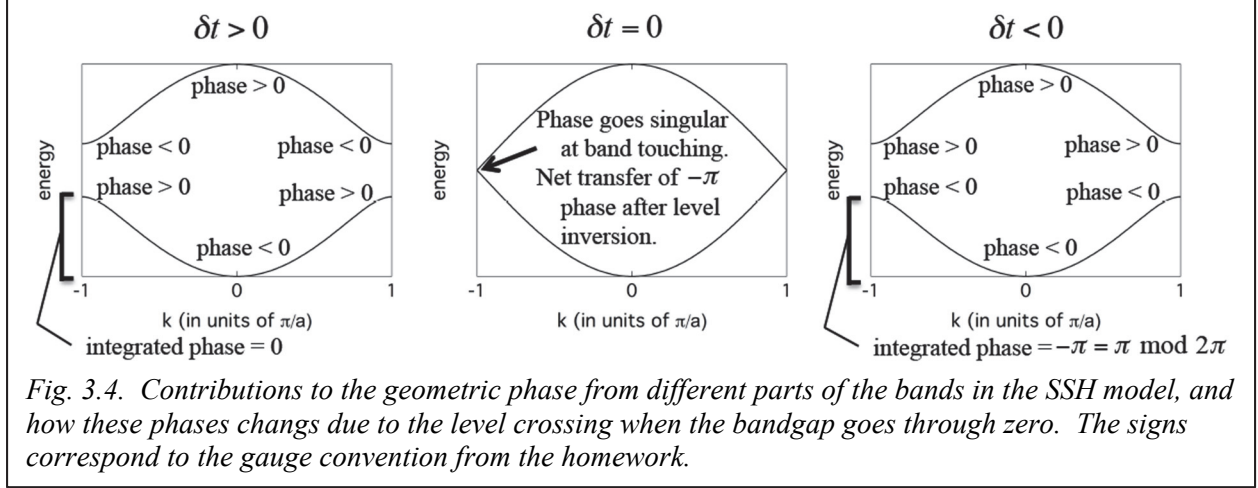 δt > 0
δt = 0
δt < 0
energy
phase > 0
phase < 0
phase < 0
phase > 0
phase > 0
phase < 0
-1
0
1
k (in units of π/a)
integrated phase = 0
energy
Phase goes singular
at band touching.
Net transfer of −π
phase after level
inversion.
-1
0
1
k (in units of π/a)
energy
phase > 0
phase > 0
phase > 0
phase < 0
phase < 0
phase < 0
-1
0
1
k (in units of π/a)
integrated phase = −π = π mod 2π
Fig. 3.4. Contributions to the geometric phase from different parts of the bands in the SSH model, and
how these phases changs due to the level crossing when the bandgap goes through zero. The signs
correspond to the gauge convention from the homework.